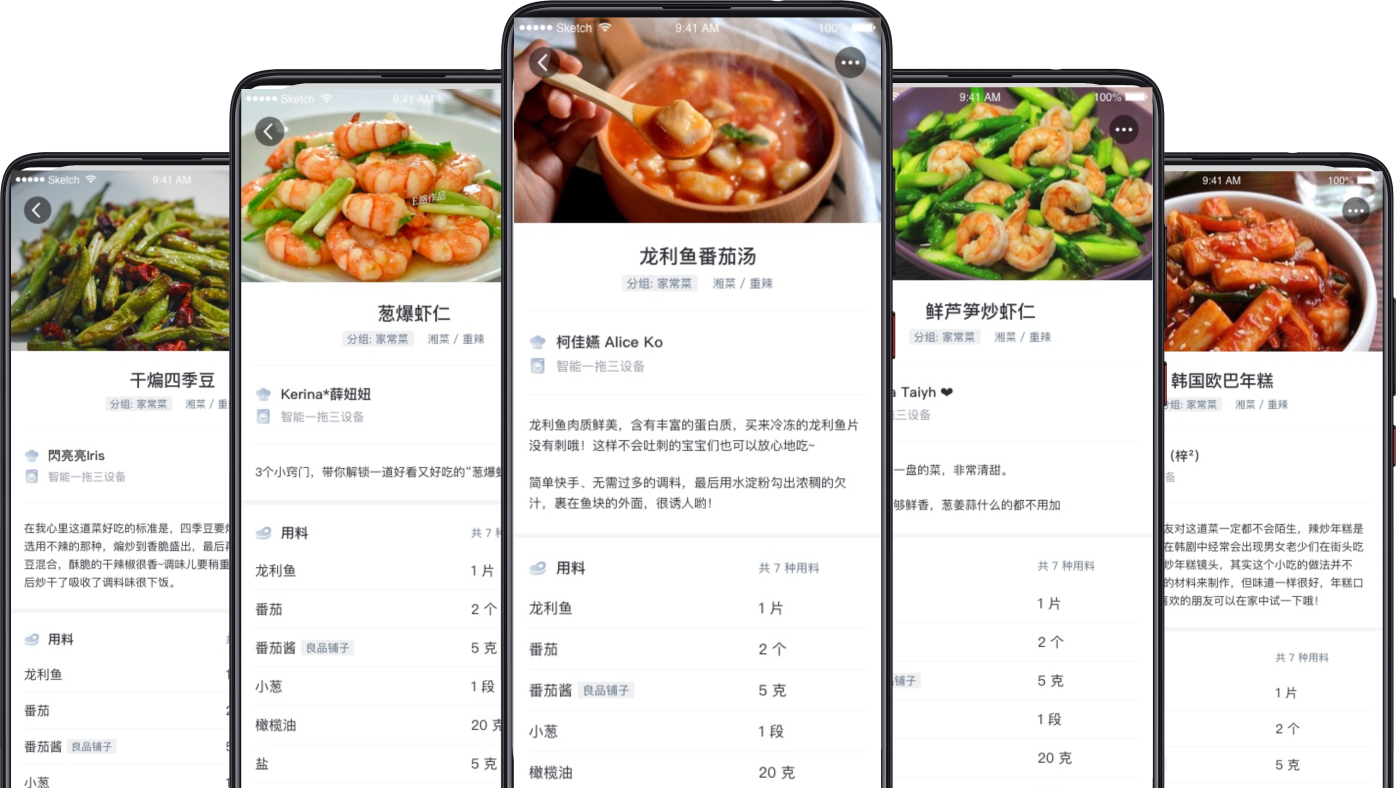 Sketch 9:41 AM
干煸四季豆
分组: 家常菜 湘菜 / 重
閃亮亮Iris
智能一拖三设备
在我心里这道菜好吃的标准是，四季豆要
选用不辣的那种，煸炒到香脆盛出，最后
豆混合，酥脆的干辣椒很香~调味儿要稍重
后炒干了吸收了调料味很下饭。
用料
龙利鱼
番茄
番茄酱 良品铺子
小葱
Sketch 9:41 AM
E路作品
葱爆虾仁
分组: 家常菜 湘菜 / 重辣
Kerina*薛妞妞
智能一拖三设备
3个小窍门，带你解锁一道好看又好吃的“葱爆
用料 共 7
龙利鱼 1 片
番茄 2 个
番茄酱 良品铺子 5 克
小葱 1 段
橄榄油 20 克
盐 5 克
Sketch 9:41 AM 100%
龙利鱼番茄汤
分组: 家常菜 湘菜 / 重辣
柯佳嬿 Alice Ko
智能一拖三设备
龙利鱼肉质鲜美，含有丰富的蛋白质，买来冷冻的龙利鱼片
没有刺哦！这样不会吐刺的宝宝们也可以放心地吃~
简单快手、无需过多的调料，最后用水淀粉勾出浓稠的欠
汁，裹在鱼块的外面，很诱人哟！
用料 共 7 种用料
龙利鱼 1 片
番茄 2 个
番茄酱 良品铺子 5 克
小葱 1 段
橄榄油 20 克
9:41 AM 100%
鲜芦笋炒虾仁
分组: 家常菜 湘菜 / 重辣
Taiyh ❤
三设备
一盘的菜，非常清甜。
够鲜香，葱姜蒜什么的都不用加
共 7 种用料
1 片
2 个
铺子 5 克
1 段
20 克
9:41 AM 100%
韩国欧巴年糕
组: 家常菜 湘菜 / 重辣
(梓²)
备
友对这道菜一定都不会陌生，辣炒年糕是
在韩剧中经常会出现男女老少们在街头吃
炒年糕镜头，其实这个小吃的做法并不
的材料来制作，但味道一样很好，年糕口
喜欢的朋友可以在家中试一下哦！
共 7 种用料
1 片
2 个
5 克